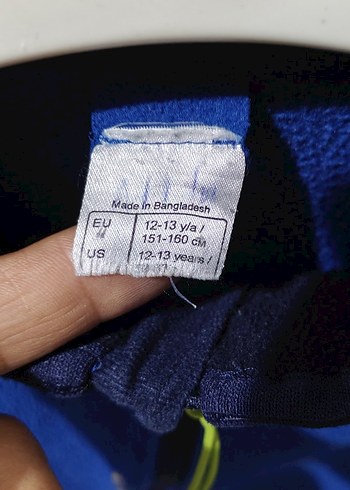 Made in Bangladesh
EU 12-13 y/a /
151-160 cM
US 12-13 years /